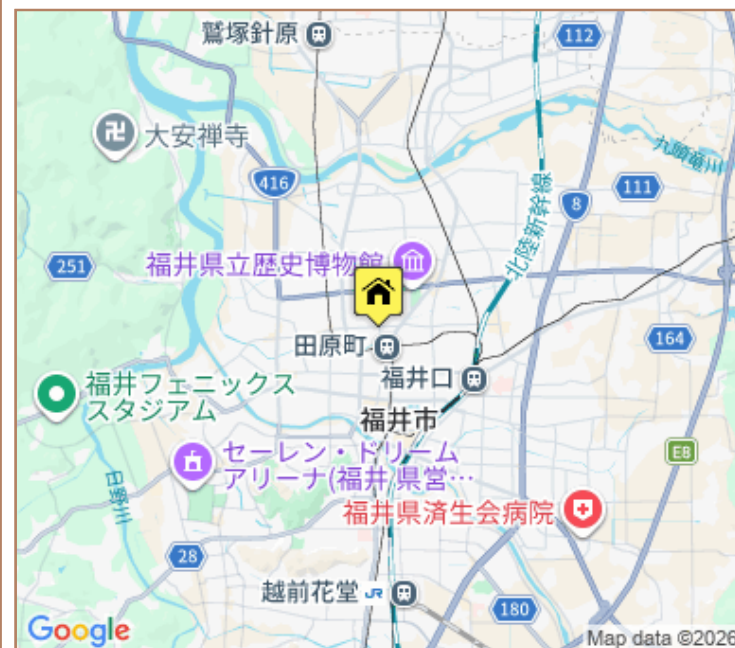 鷲塚針原
112
卍
大安禅寺
九頭竜川
416
111
8
北陸新幹線
251
福井県立歴史博物館
田原町
164
福井口
福井フェニックス
スタジアム
福井市
セーレン・ドリーム
アリーナ(福井県営…
E8
日野川
福井県済生会病院
28
越前花堂 JR
180
Google
Map data ©2026